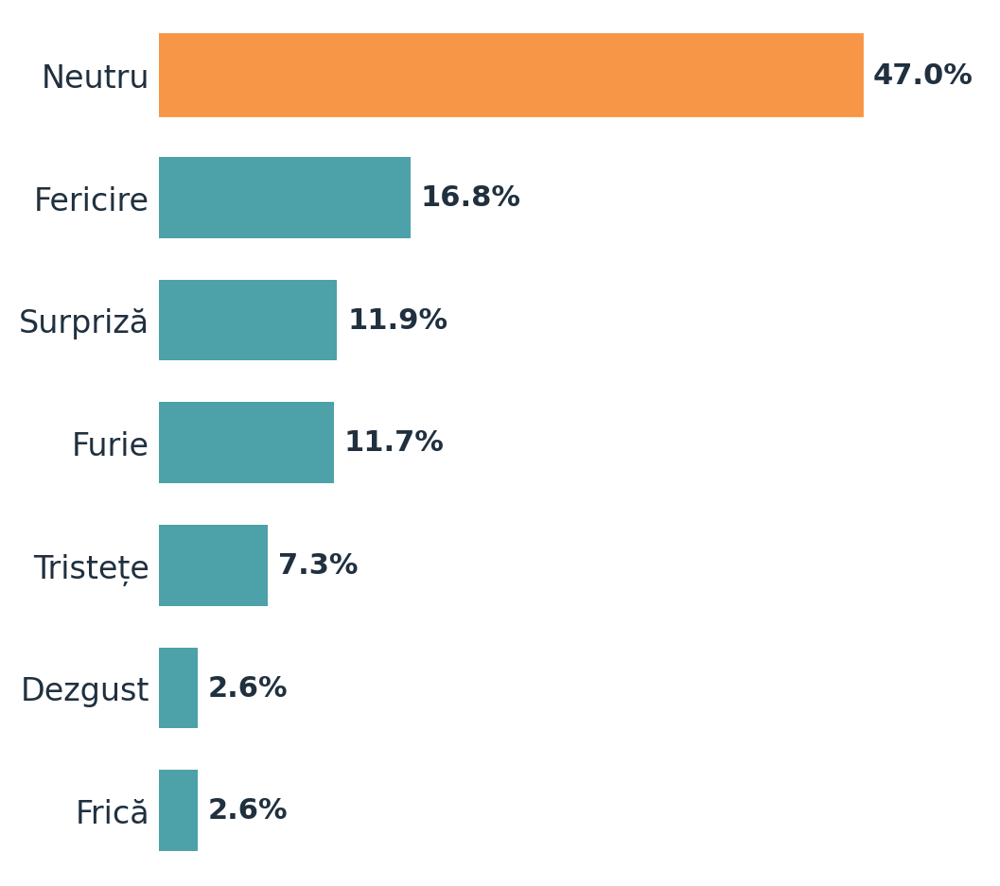 Neutru 47.0%
Fericire 16.8%
Surpriză 11.9%
Furie 11.7%
Tristețe 7.3%
Dezgust 2.6%
Frică 2.6%